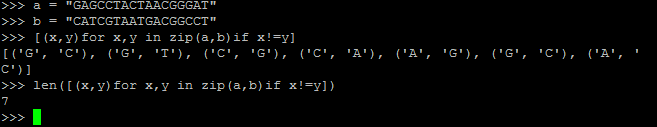 >>> a = "GAGCCTACTAACGGGAT"
>>> b = "CATCGTAATGACGGCCT"
>>> [(x,y)for x,y in zip(a,b)if x!=y]
[('G', 'C'), ('G', 'T'), ('C', 'G'), ('C', 'A'), ('A', 'G'), ('G', 'C'), ('A', '
C')]
>>> len([(x,y)for x,y in zip(a,b)if x!=y])
7
>>>